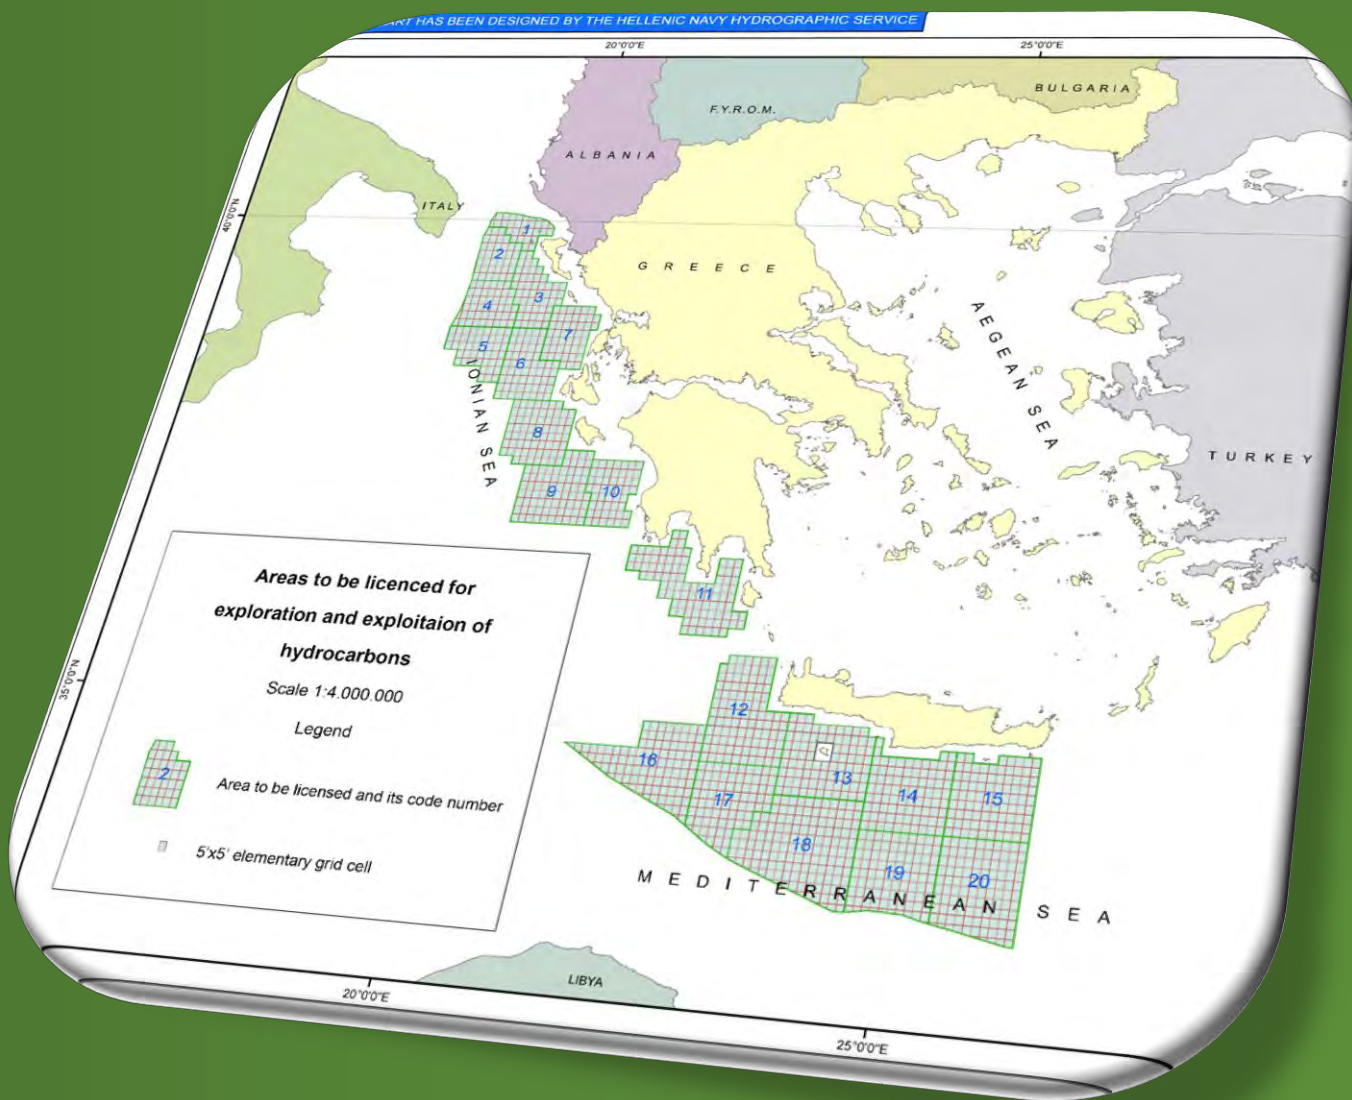 ART HAS BEEN DESIGNED BY THE HELLENIC NAVY HYDROGRAPHIC SERVICE
20°0'0"E
25°0'0"E
BULGARIA
F.Y.R.O.M.
ALBANIA
ITALY
40°0'0"N
GREECE
AEGEAN SEA
TURKEY
IONIAN SEA
1
2
3
4
5
6
7
8
9
10
11
12
13
14
15
16
17
18
19
20
MEDITERRANEAN SEA
Areas to be licenced for
exploration and exploitaion of
hydrocarbons
Scale 1:4.000.000
Legend
2
Area to be licensed and its code number
5'x5' elementary grid cell
35°0'0"N
LIBYA
20°0'0"E
25°0'0"E